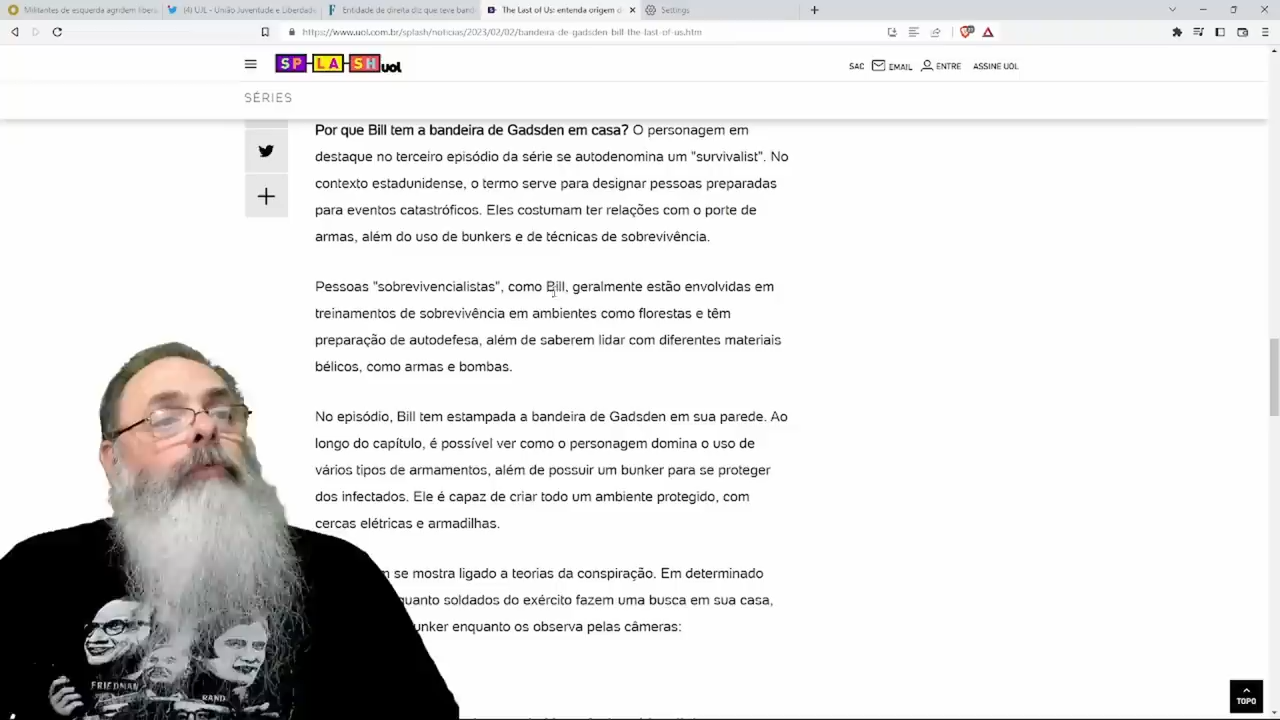 Militantes de esquerda agridem libera
(4) UJL - União Juventude e Liberdade
Entidade de direita diz que teve band
The Last of Us: entenda origem d
Settings
https://www.uol.com.br/splash/noticias/2023/02/02/bandeira-de-gadsden-bill-the-last-of-us.htm
SPLASH uol
SAC EMAIL ENTRE ASSINE UOL
SÉRIES
Por que Bill tem a bandeira de Gadsden em casa? O personagem em
destaque no terceiro episódio da série se autodenomina um "survivalist". No
contexto estadunidense, o termo serve para designar pessoas preparadas
para eventos catastróficos. Eles costumam ter relações com o porte de
armas, além do uso de bunkers e de técnicas de sobrevivência.
Pessoas "sobrevivencialistas", como Bill, geralmente estão envolvidas em
treinamentos de sobrevivência em ambientes como florestas e têm
preparação de autodefesa, além de saberem lidar com diferentes materiais
bélicos, como armas e bombas.
No episódio, Bill tem estampada a bandeira de Gadsden em sua parede. Ao
longo do capítulo, é possível ver como o personagem domina o uso de
vários tipos de armamentos, além de possuir um bunker para se proteger
dos infectados. Ele é capaz de criar todo um ambiente protegido, com
cercas elétricas e armadilhas.
se mostra ligado a teorias da conspiração. Em determinado
quanto soldados do exército fazem uma busca em sua casa,
unker enquanto os observa pelas câmeras:
FRIEDMAN
RAND
TOPO